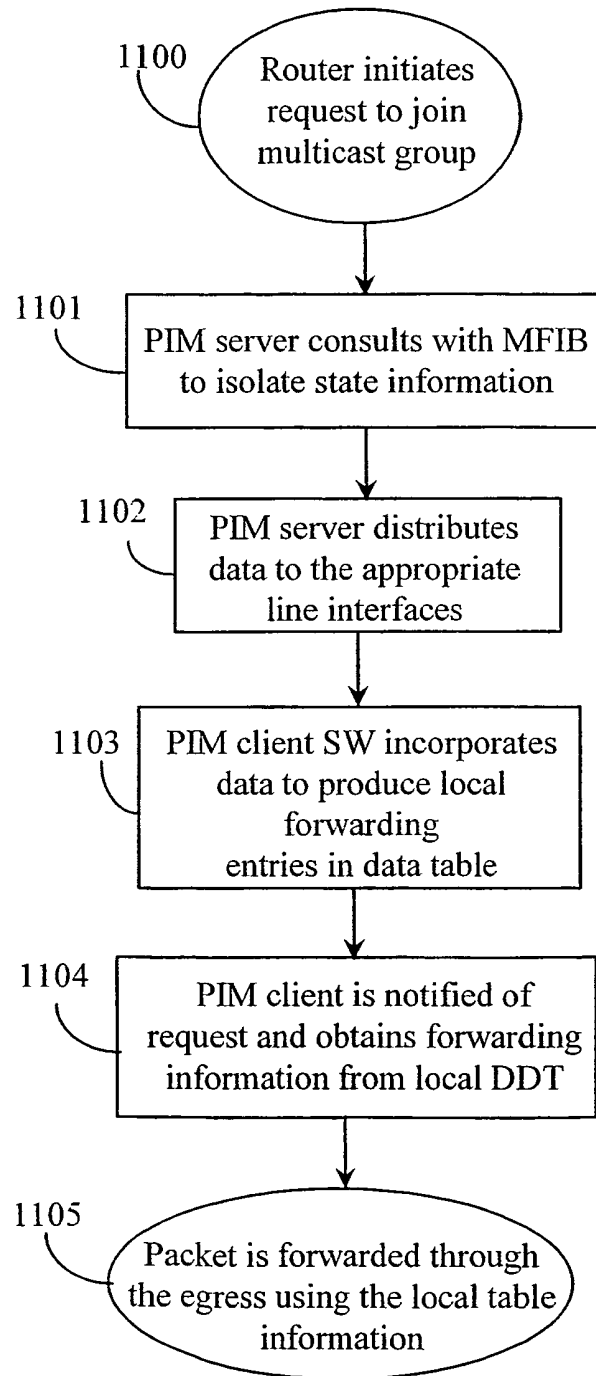 1100
Router initiates
request to join
multicast group
1101
PIM server consults with MFIB
to isolate state information
1102
PIM server distributes
data to the appropriate
line interfaces
1103
PIM client SW incorporates
data to produce local
forwarding
entries in data table
1104
PIM client is notified of
request and obtains forwarding
information from local DDT
1105
Packet is forwarded through
the egress using the local table
information